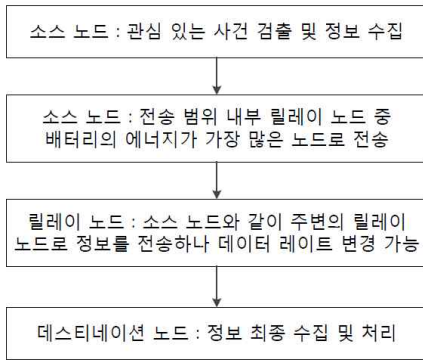 소스 노드 : 관심 있는 사건 검출 및 정보 수집
소스 노드 : 전송 범위 내부 릴레이 노드 중
배터리의 에너지가 가장 많은 노드로 전송
릴레이 노드 : 소스 노드와 같이 주변의 릴레이
노드로 정보를 전송하나 데이터 레이트 변경 가능
데스티네이션 노드 : 정보 최종 수집 및 처리